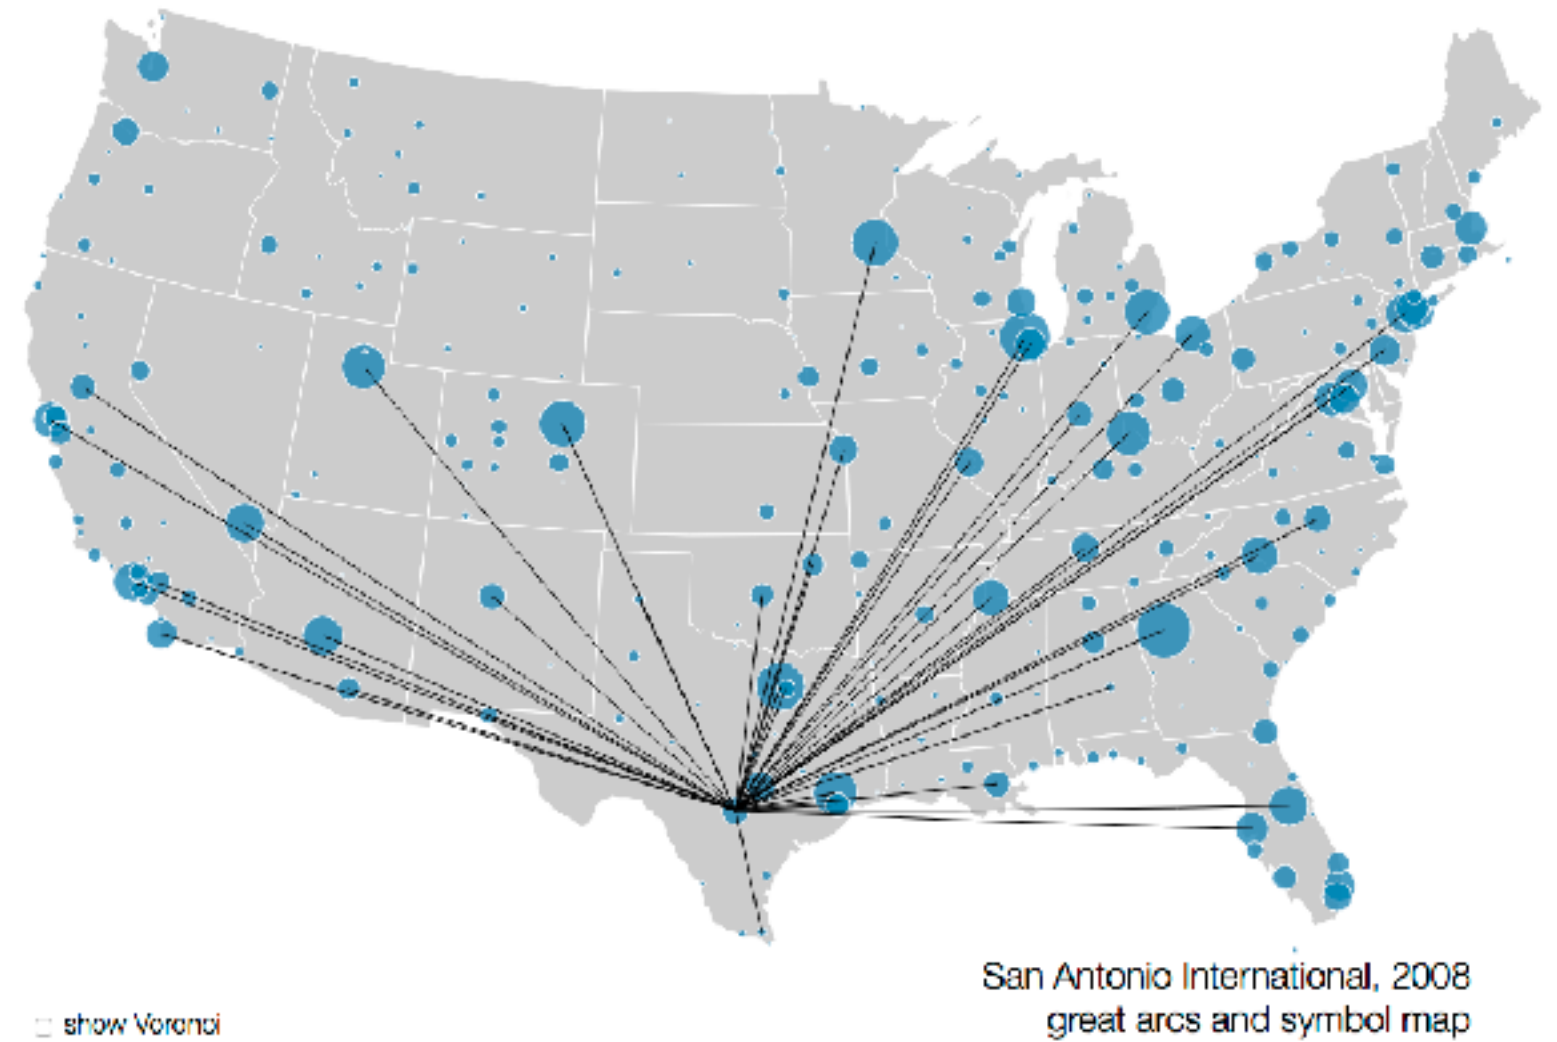 San Antonio International, 2008
great arcs and symbol map
show Voronoi